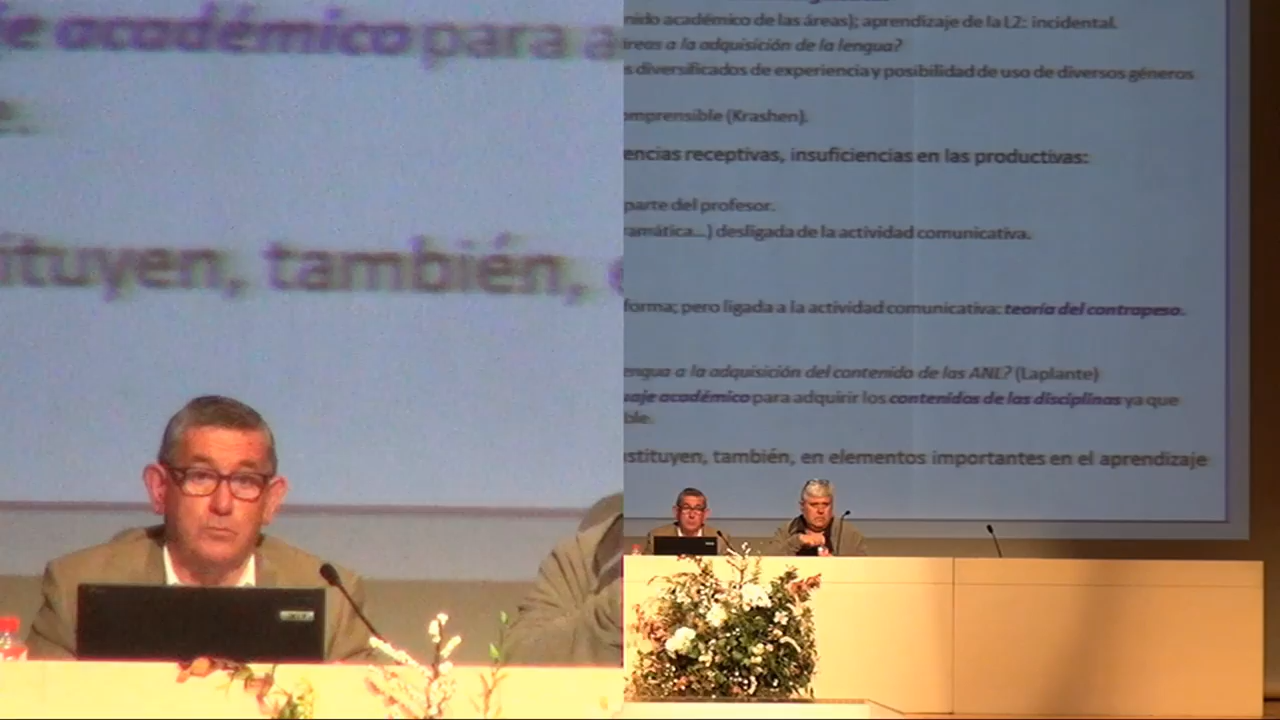 e académico para a
ituyen, también,
nido académico de las áreas); aprendizaje de la L2: incidental.
áreas a la adquisición de la lengua?
s diversificados de experiencia y posibilidad de uso de diversos géneros
omprensible (Krashen).
encias receptivas, insuficiencias en las productivas:
parte del profesor.
amática...) desligada de la actividad comunicativa.
forma; pero ligada a la actividad comunicativa: teoría del contrapeso.
engua a la adquisición del contenido de las ANL? (Laplante)
uaje académico para adquirir los contenidos de las disciplinas ya que
ble.
stituyen, también, en elementos importantes en el aprendizaje
acer